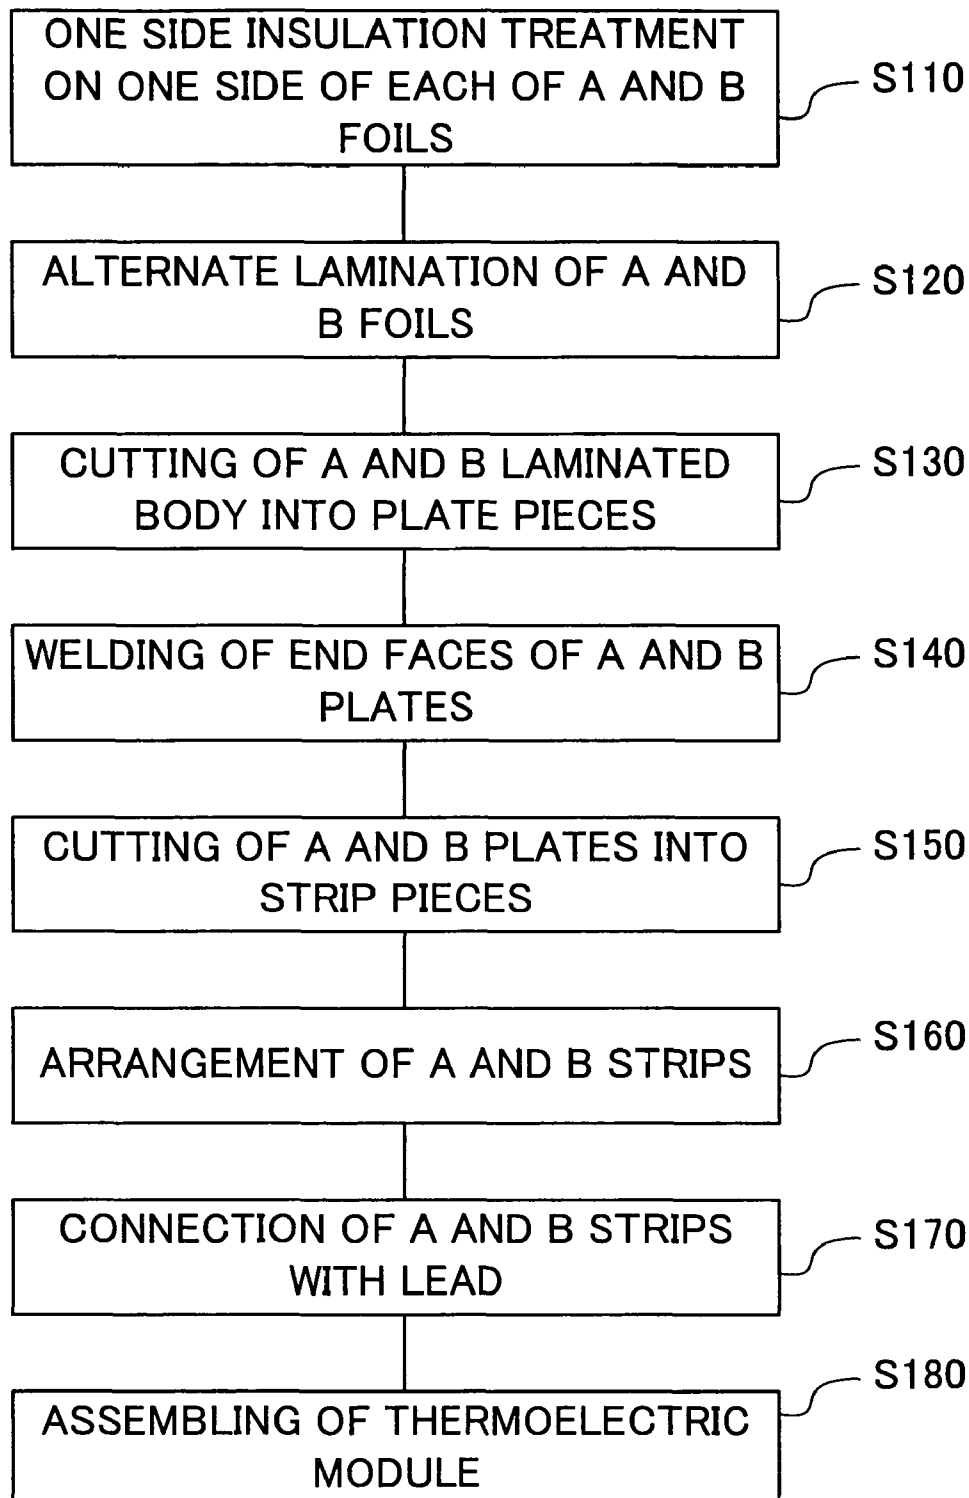 ONE SIDE INSULATION TREATMENT
ON ONE SIDE OF EACH OF A AND B
FOILS
S110
ALTERNATE LAMINATION OF A AND
B FOILS
S120
CUTTING OF A AND B LAMINATED
BODY INTO PLATE PIECES
S130
WELDING OF END FACES OF A AND B
PLATES
S140
CUTTING OF A AND B PLATES INTO
STRIP PIECES
S150
ARRANGEMENT OF A AND B STRIPS
S160
CONNECTION OF A AND B STRIPS
WITH LEAD
S170
ASSEMBLING OF THERMOELECTRIC
MODULE
S180